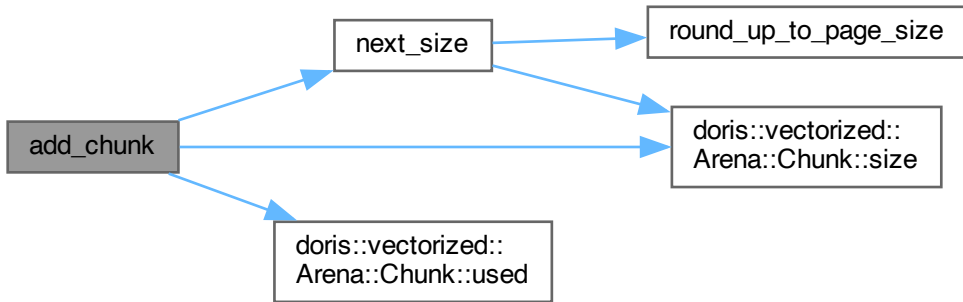 next_size
round_up_to_page_size
add_chunk
doris::vectorized::
Arena::Chunk::size
doris::vectorized::
Arena::Chunk::used